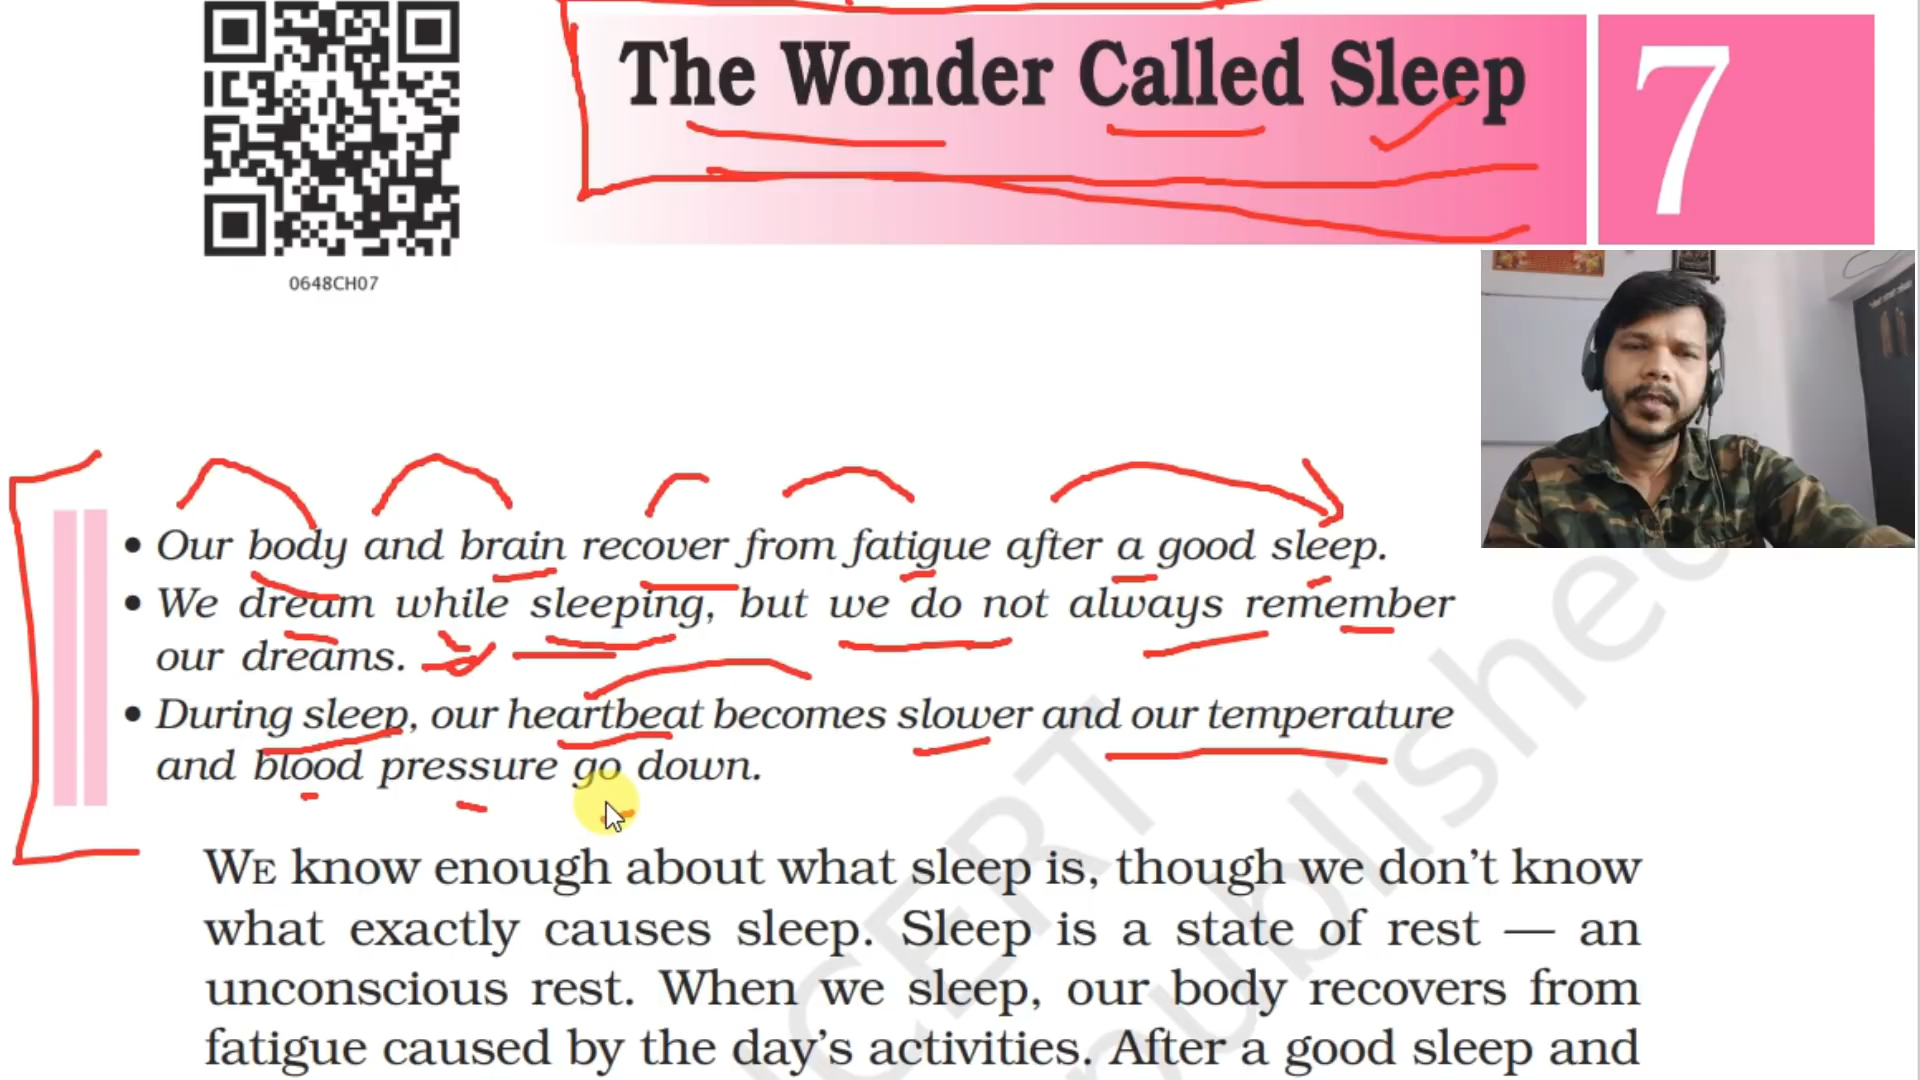 The Wonder Called Sleep
7
0648CH07
• Our body and brain recover from fatigue after a good sleep.
• We dream while sleeping, but we do not always remember
our dreams.
• During sleep, our heartbeat becomes slower and our temperature
and blood pressure go down.
WE know enough about what sleep is, though we don’t know
what exactly causes sleep. Sleep is a state of rest — an
unconscious rest. When we sleep, our body recovers from
fatigue caused by the day’s activities. After a good sleep and